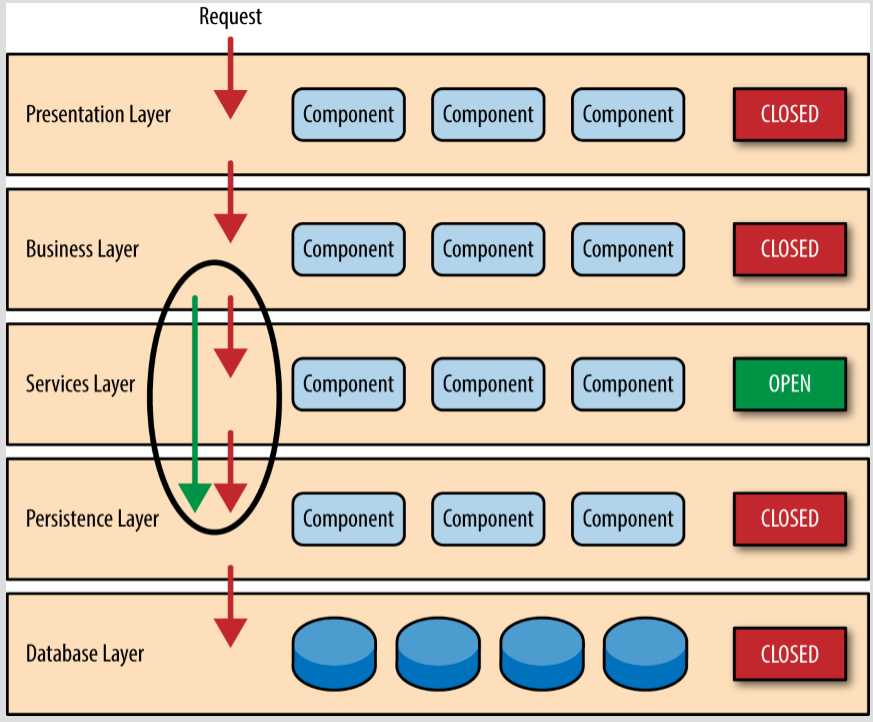 Request
Presentation Layer Component Component Component CLOSED
Business Layer Component Component Component CLOSED
Services Layer Component Component Component OPEN
Persistence Layer Component Component Component CLOSED
Database Layer CLOSED